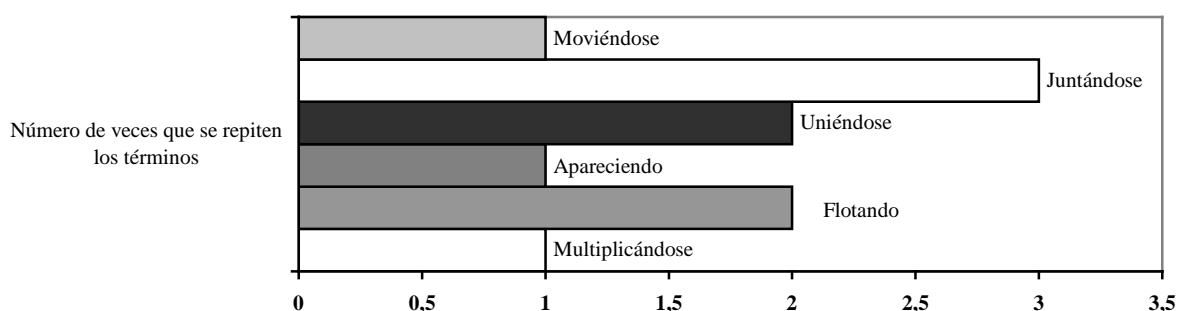 Moviéndose
Juntándose
Uniéndose
Número de veces que se repiten
los términos
Apareciendo
Flotando
Multiplicándose
0 0,5 1 1,5 2 2,5 3 3,5